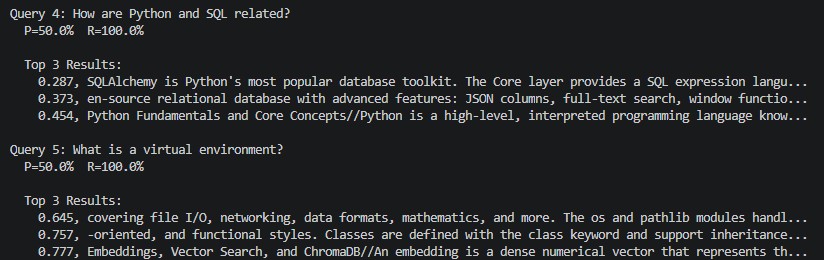 Query 4: How are Python and SQL related?
P=50.0% R=100.0%
Top 3 Results:
0.287, SQLAlchemy is Python's most popular database toolkit. The Core layer provides a SQL expression langu...
0.373, en-source relational database with advanced features: JSON columns, full-text search, window functio...
0.454, Python Fundamentals and Core Concepts//Python is a high-level, interpreted programming language know...
Query 5: What is a virtual environment?
P=50.0% R=100.0%
Top 3 Results:
0.645, covering file I/O, networking, data formats, mathematics, and more. The os and pathlib modules handl...
0.757, -oriented, and functional styles. Classes are defined with the class keyword and support inheritance...
0.777, Embeddings, Vector Search, and ChromaDB//An embedding is a dense numerical vector that represents th...